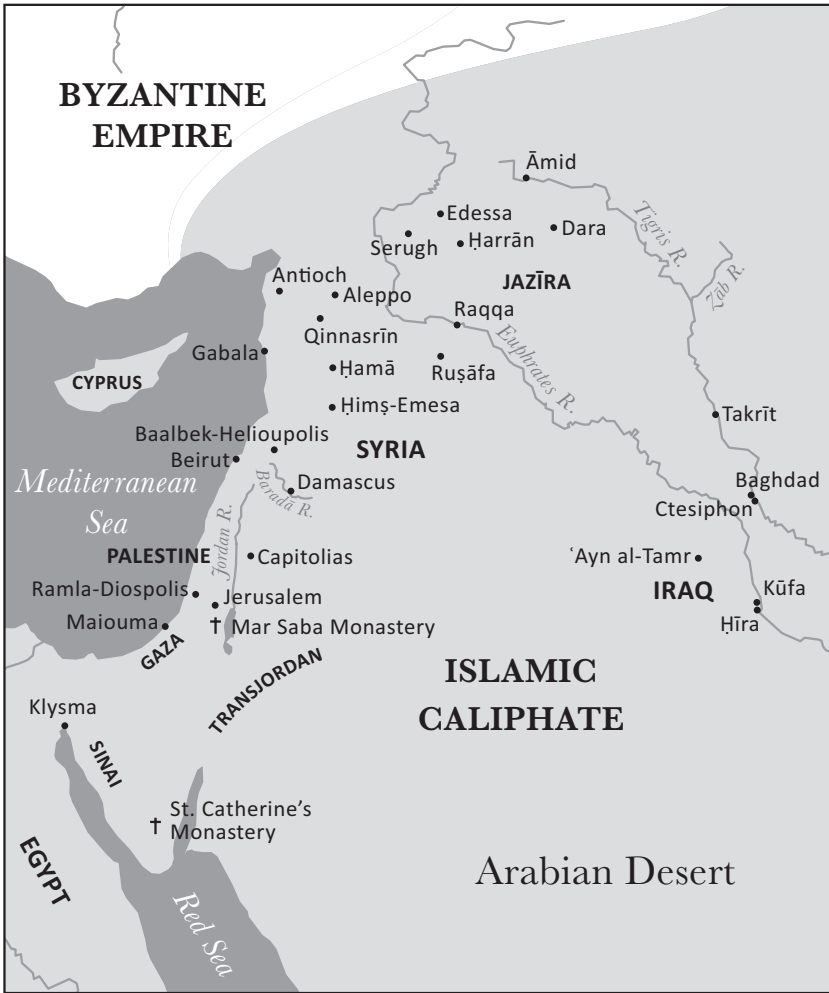 BYZANTINE
EMPIRE
Āmid
Edessa
Dara
Serugh
Ḥarrān
Tigris R.
Zāb R.
JAZĪRA
Antioch
Aleppo
Raqqa
Qinnasrīn
Euphrates R.
Gabala
Ḥamā
Ruṣāfa
CYPRUS
Ḥimṣ-Emesa
Takrīt
Baalbek-Helioupolis
SYRIA
Beirut
Mediterranean
Sea
Damascus
Baradā R.
Baghdad
Ctesiphon
Jordan R.
PALESTINE
Capitolias
ʿAyn al-Tamr
Ramla-Diospolis
Jerusalem
IRAQ
Kūfa
Maiouma
Mar Saba Monastery
Ḥīra
GAZA
TRANSJORDAN
ISLAMIC
CALIPHATE
Klysma
SINAI
St. Catherine’s
Monastery
EGYPT
Arabian Desert
Red Sea